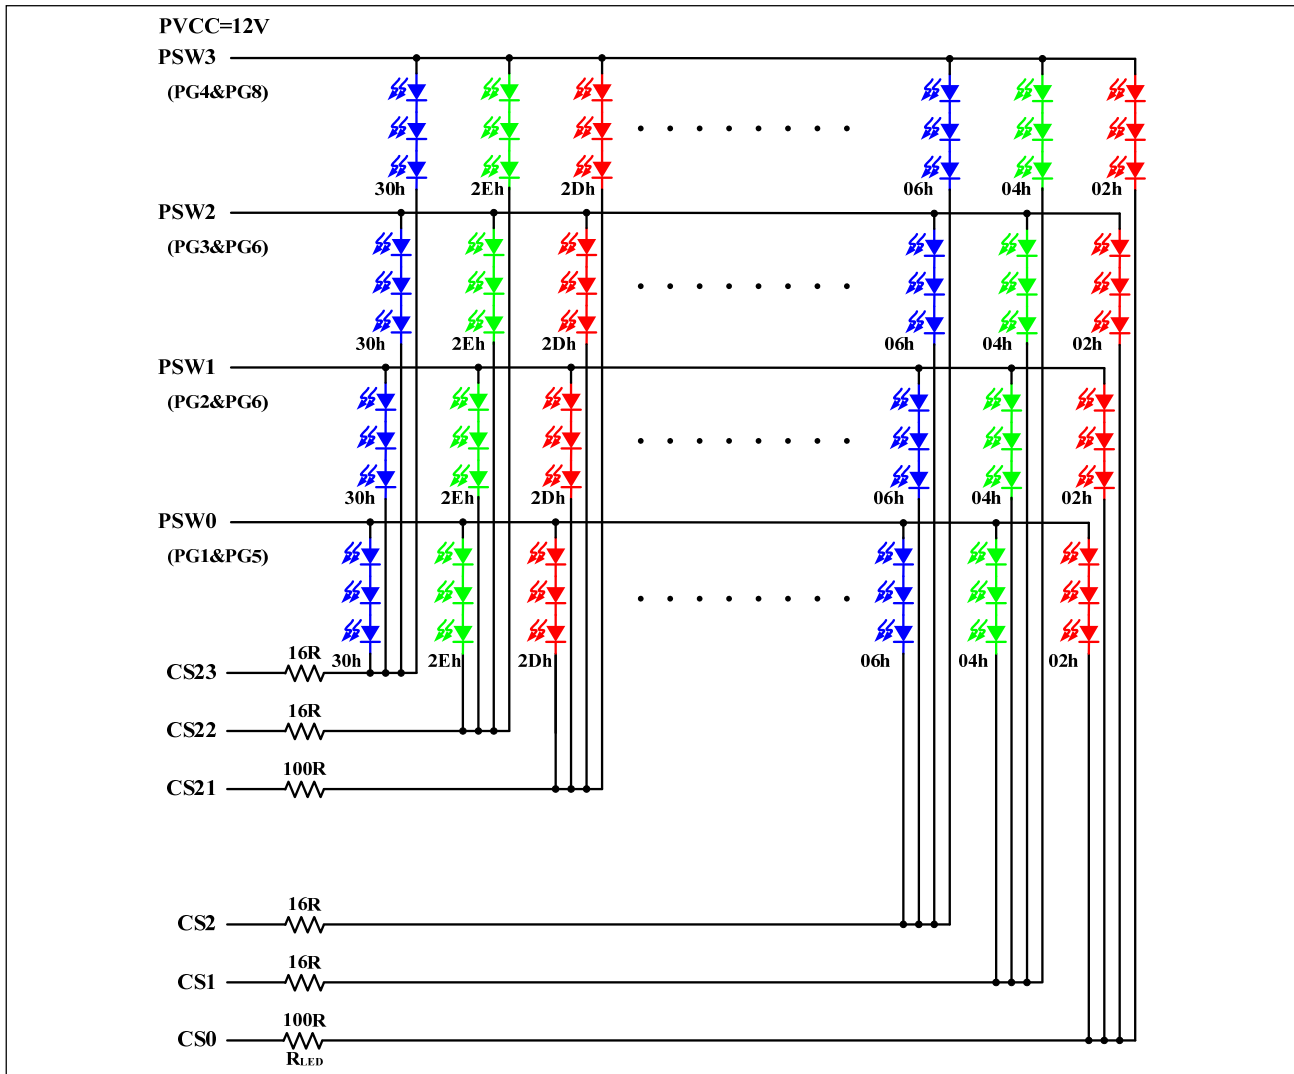 PVCC=12V
PSW3
(PG4&PG8)
30h 2Eh 2Dh 06h 04h 02h
PSW2
(PG3&PG6)
30h 2Eh 2Dh 06h 04h 02h
PSW1
(PG2&PG6)
30h 2Eh 2Dh 06h 04h 02h
PSW0
(PG1&PG5)
30h 2Eh 2Dh 06h 04h 02h
16R
CS23
16R
CS22
100R
CS21
16R
CS2
16R
CS1
100R
CS0
RLED